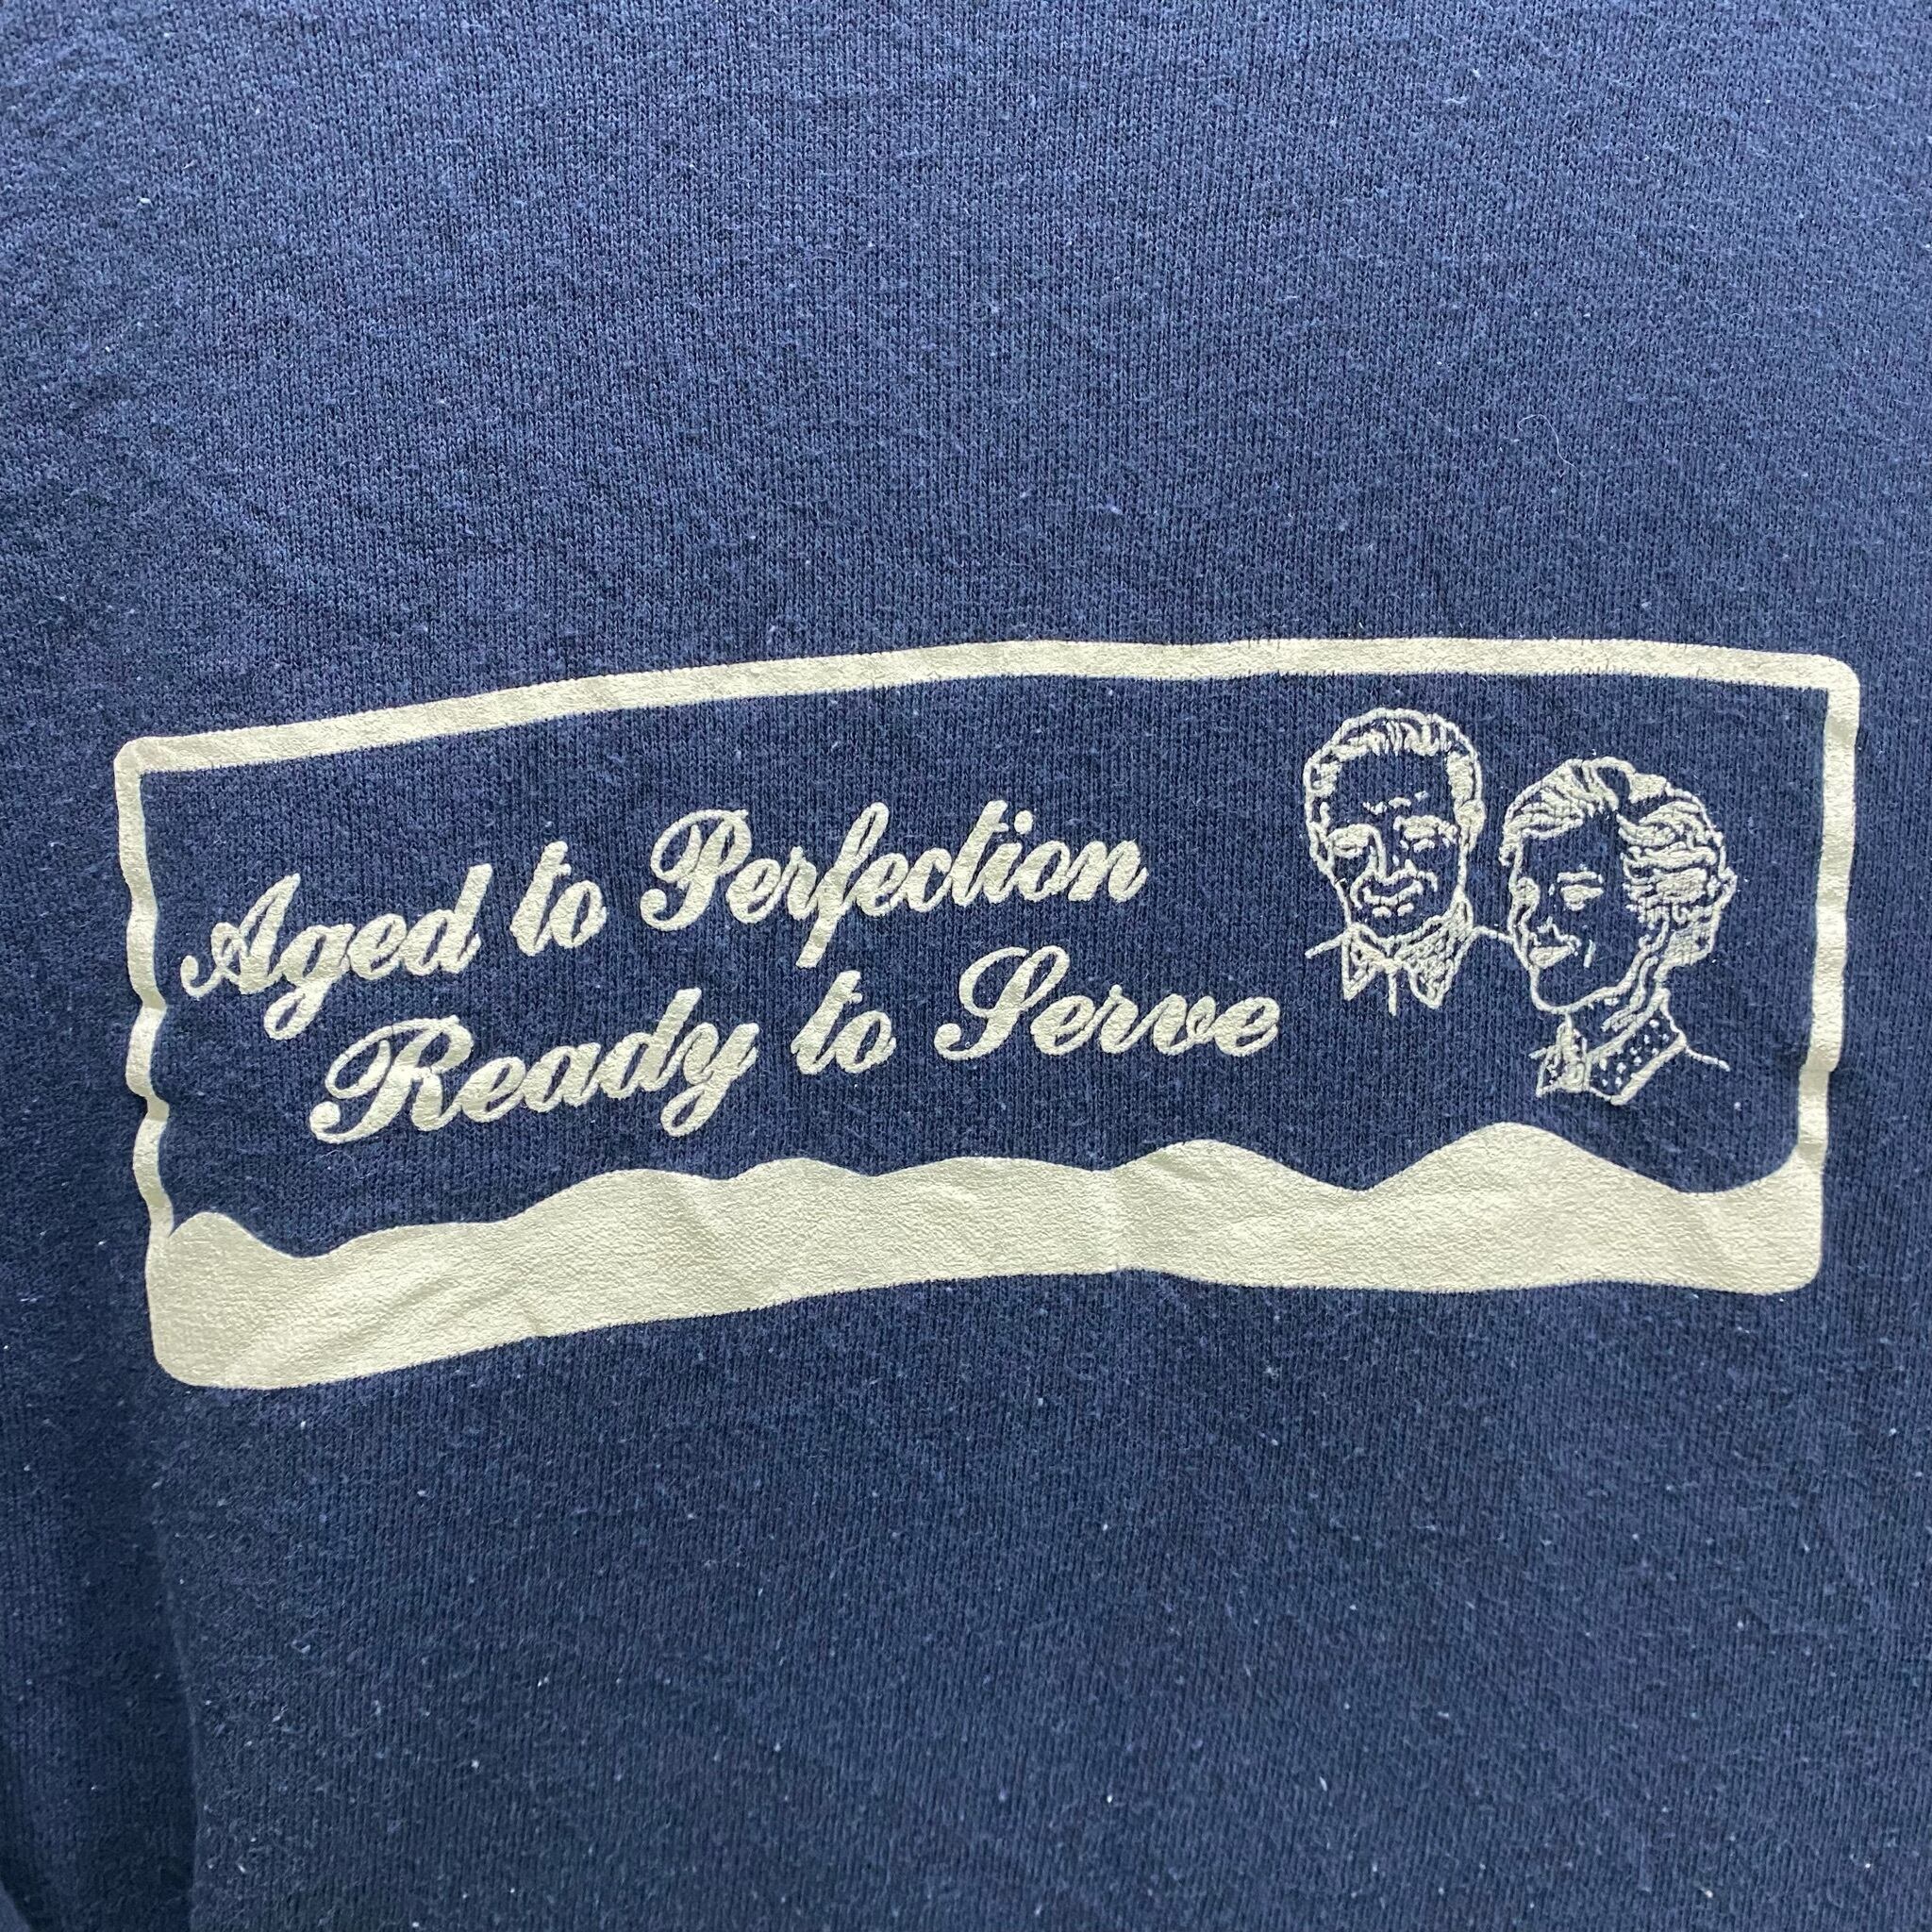 Aged to Perfection
Ready to Serve